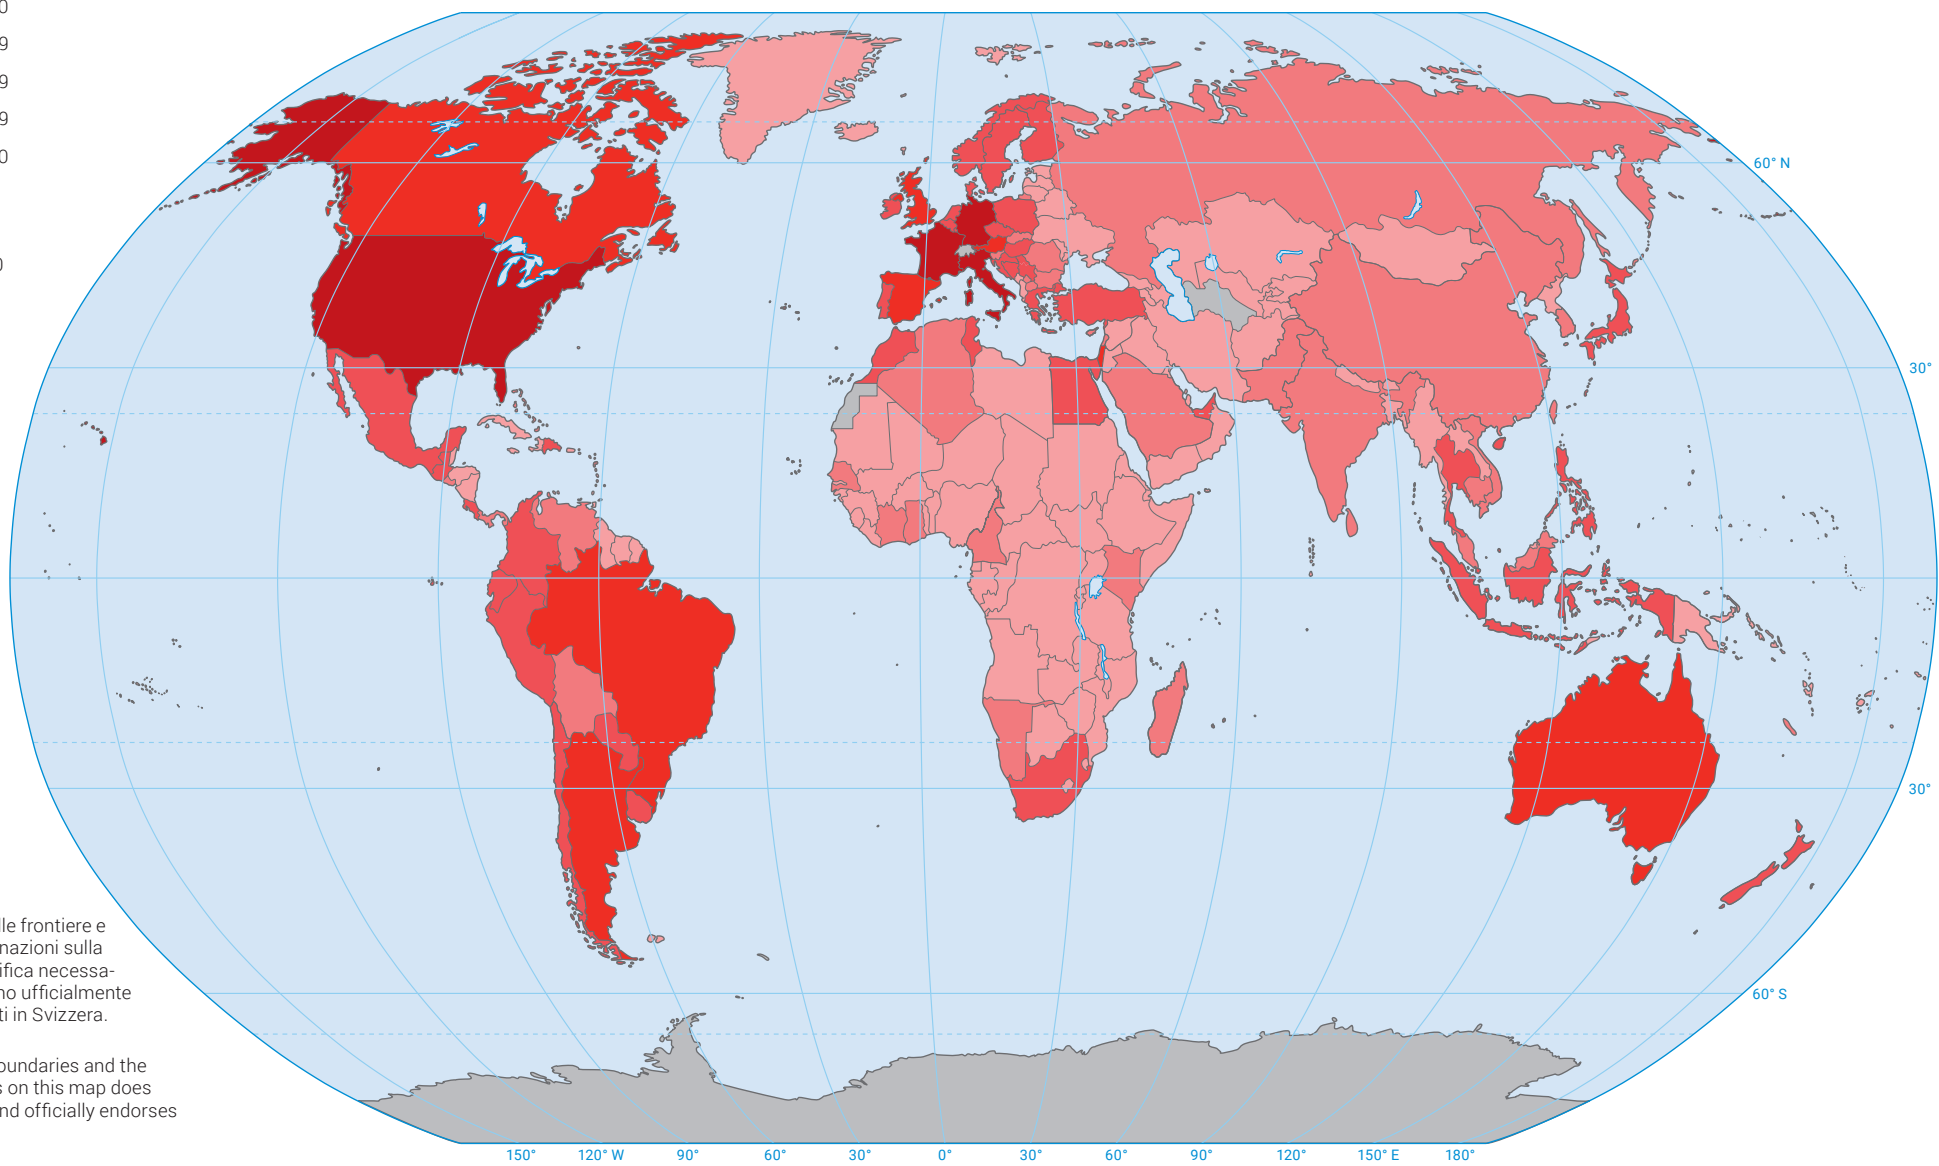 0
9
9
9
0
0
60° N
30°
30°
lle frontiere e
nazioni sulla
ifica necessa-
no ufficialmente
ti in Svizzera.
60° S
oundaries and the
s on this map does
nd officially endorses
150°
120° W
90°
60°
30°
0°
30°
60°
90°
120°
150° E
180°